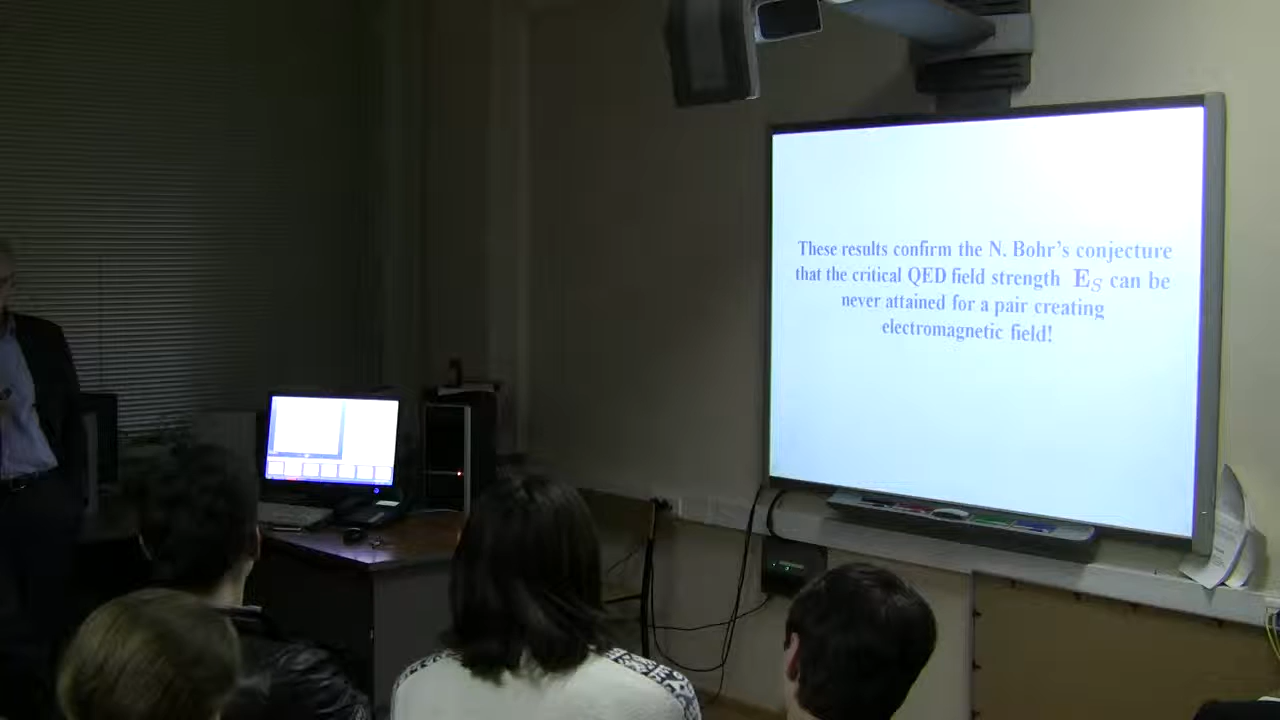 These results confirm the N. Bohr's conjecture
that the critical QED field strength E_S can be
never attained for a pair creating
electromagnetic field!